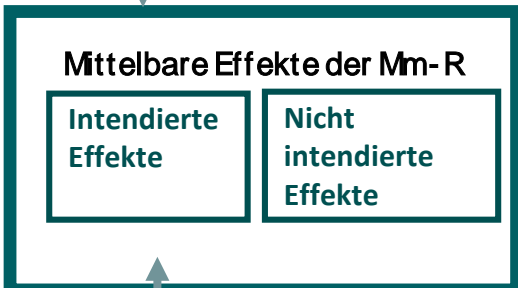 Mittelbare Effekte der Mm-R
Intendierte
Effekte
Nicht
intendierte
Effekte